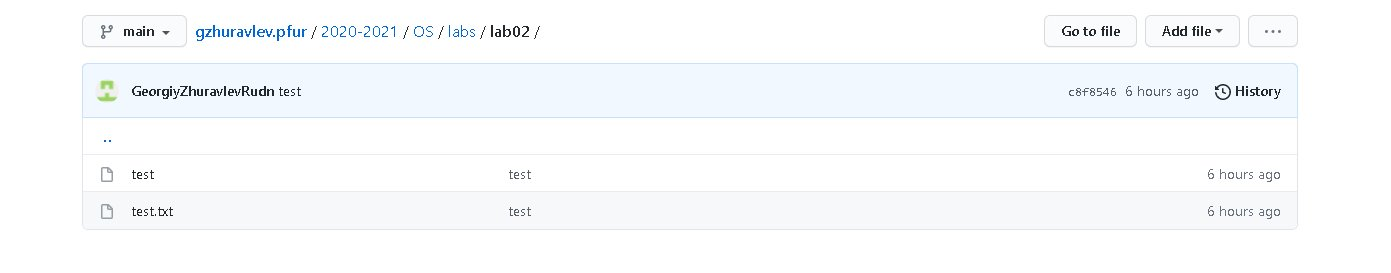 main gzhuravlev.pfur / 2020-2021 / OS / labs / lab02 / Go to file Add file ...
GeorgiyZhuravlevRudn test c8f8546 6 hours ago History
..
test test 6 hours ago
test.txt test 6 hours ago